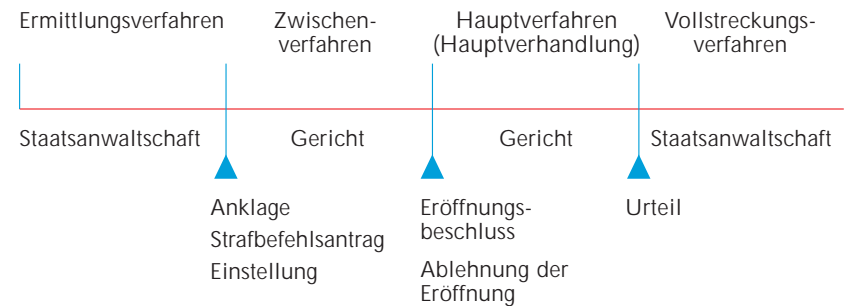 Ermittlungsverfahren
Zwischen-
verfahren
Hauptverfahren
(Hauptverhandlung)
Vollstreckungs-
verfahren
Staatsanwaltschaft
Gericht
Gericht
Staatsanwaltschaft
Anklage
Strafbefehlsantrag
Einstellung
Eröffnungs-
beschluss
Ablehnung der
Eröffnung
Urteil